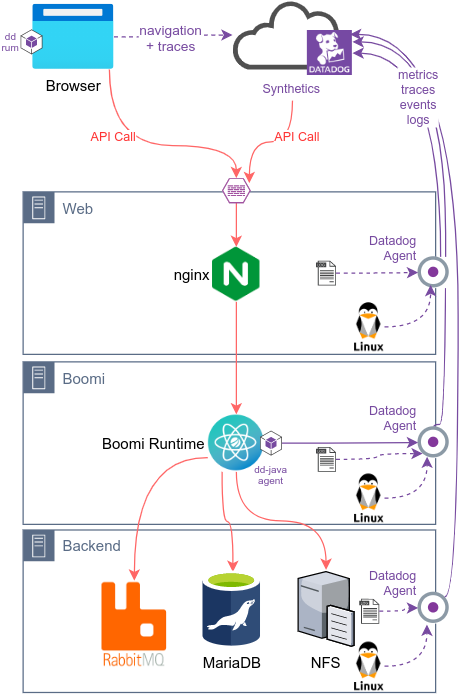 dd
rum
navigation
+ traces
DATADOG
Browser
Synthetics
metrics
traces
events
logs
API Call
API Call
Web
Datadog
Agent
nginx
Linux
Boomi
Datadog
Agent
Boomi Runtime
dd-java
agent
Linux
Backend
Datadog
Agent
RabbitMQ
MariaDB
NFS
Linux